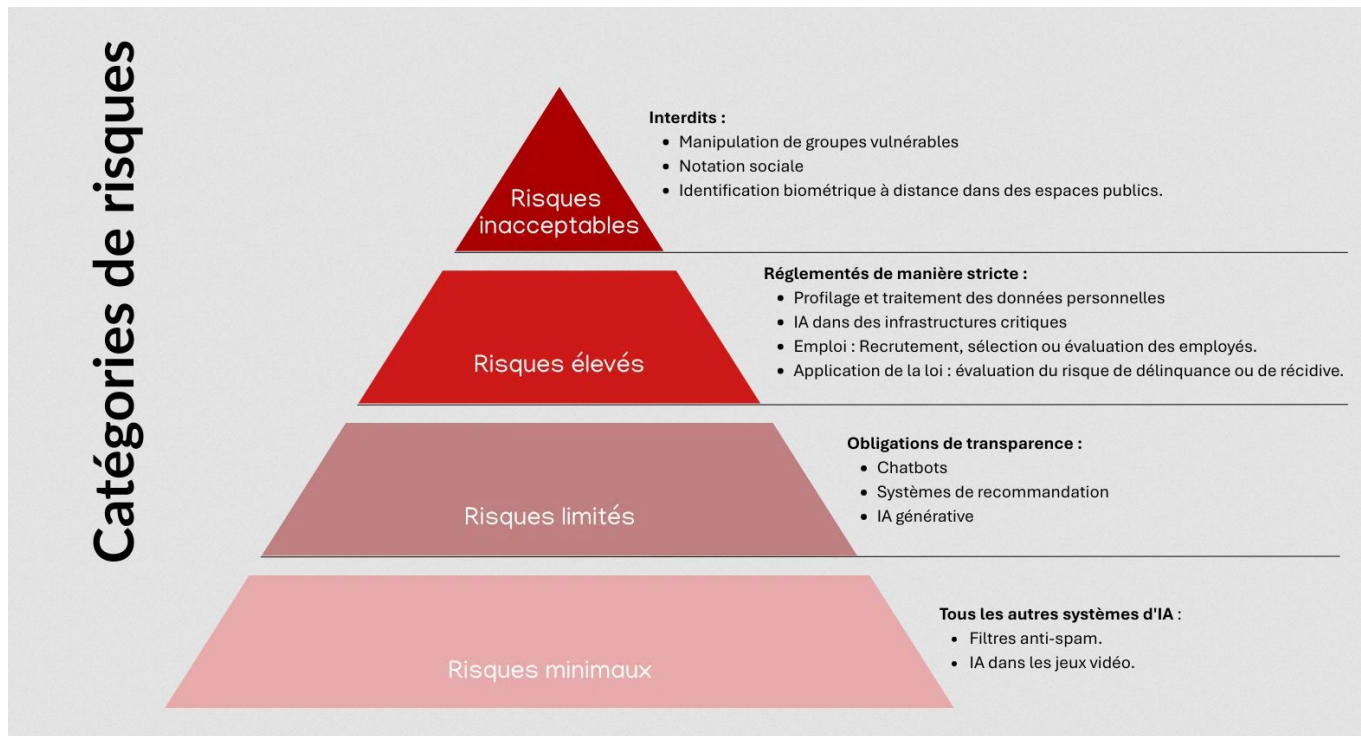 Catégories de risques
Risques
inacceptables
Interdits :
• Manipulation de groupes vulnérables
• Notation sociale
• Identification biométrique à distance dans des espaces publics.
Risques élevés
Réglementés de manière stricte :
• Profilage et traitement des données personnelles
• IA dans des infrastructures critiques
• Emploi : Recrutement, sélection ou évaluation des employés.
• Application de la loi : évaluation du risque de délinquance ou de récidive.
Risques limités
Obligations de transparence :
• Chatbots
• Systèmes de recommandation
• IA générative
Risques minimaux
Tous les autres systèmes d'IA :
• Filtres anti-spam.
• IA dans les jeux vidéo.